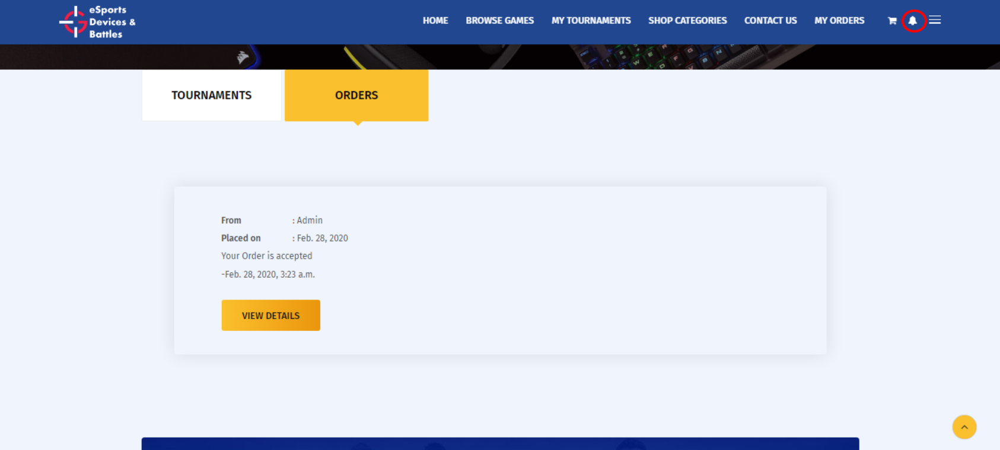 eSports
Devices &
Battles
HOME BROWSE GAMES MY TOURNAMENTS SHOP CATEGORIES CONTACT US MY ORDERS
TOURNAMENTS ORDERS
From : Admin
Placed on : Feb. 28, 2020
Your Order is accepted
-Feb. 28, 2020, 3:23 a.m.
VIEW DETAILS